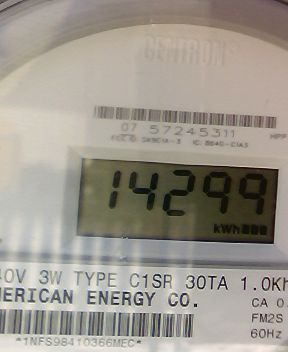 CENTRON®
07 57245311
14299
kWh
40V 3W TYPE C1SR 30TA 1.0Kh
MERICAN ENERGY CO.
CA 0.
FM2S
60Hz
*1NFS98410366MEC*